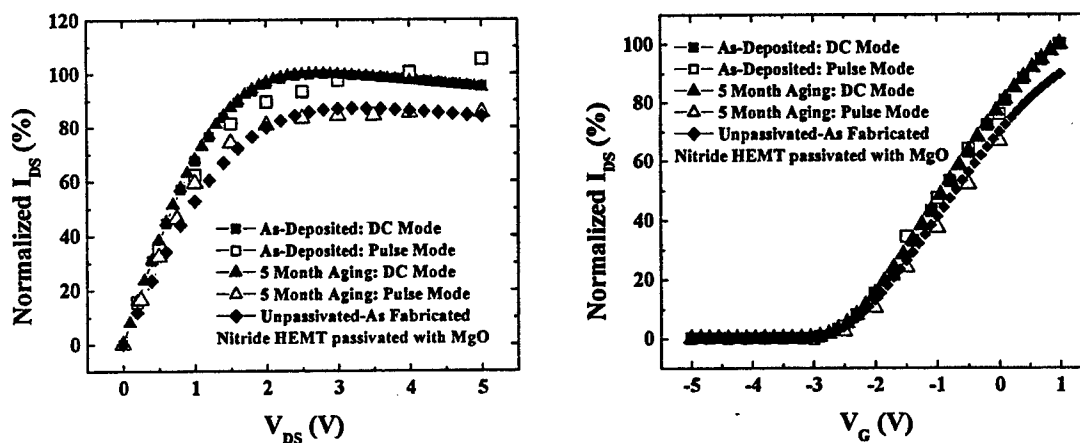 120
100
80
60
40
20
0
Normalized I_DS (%)
As-Deposited: DC Mode
As-Deposited: Pulse Mode
5 Month Aging: DC Mode
5 Month Aging: Pulse Mode
Unpassivated-As Fabricated
Nitride HEMT passivated with MgO
0 1 2 3 4 5
V_DS (V)
100
80
60
40
20
0
Normalized I_DS (%)
As-Deposited: DC Mode
As-Deposited: Pulse Mode
5 Month Aging: DC Mode
5 Month Aging: Pulse Mode
Unpassivated-As Fabricated
Nitride HEMT passivated with MgO
-5 -4 -3 -2 -1 0 1
V_G (V)